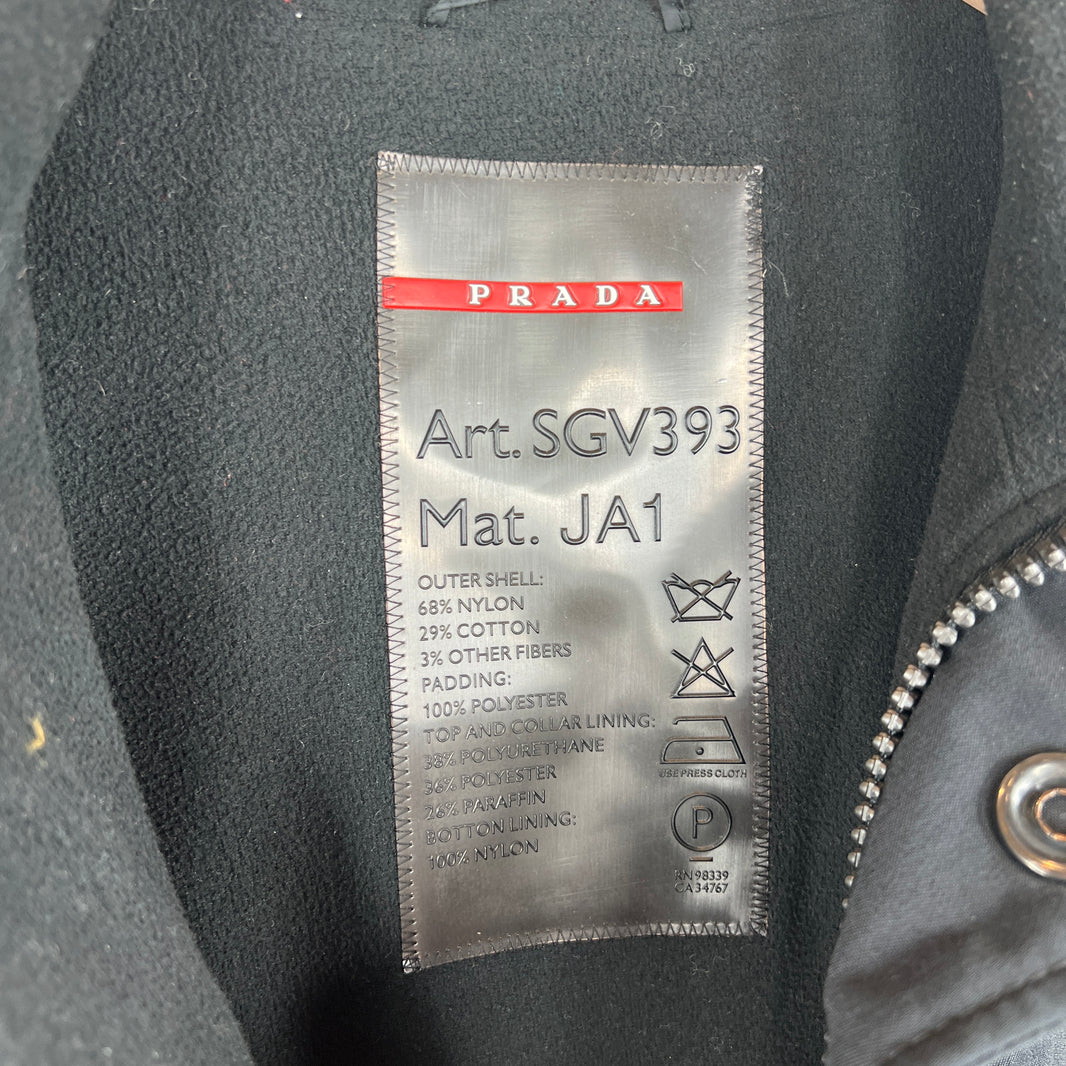 PRADA
Art. SGV393
Mat. JA1
OUTER SHELL:
68% NYLON
29% COTTON
3% OTHER FIBERS
PADDING:
100% POLYESTER
TOP AND COLLAR LINING:
38% POLYURETHANE
36% POLYESTER
26% PARAFFIN
BOTTON LINING:
100% NYLON
USE PRESS CLOTH
P
RN 98339
CA 34767